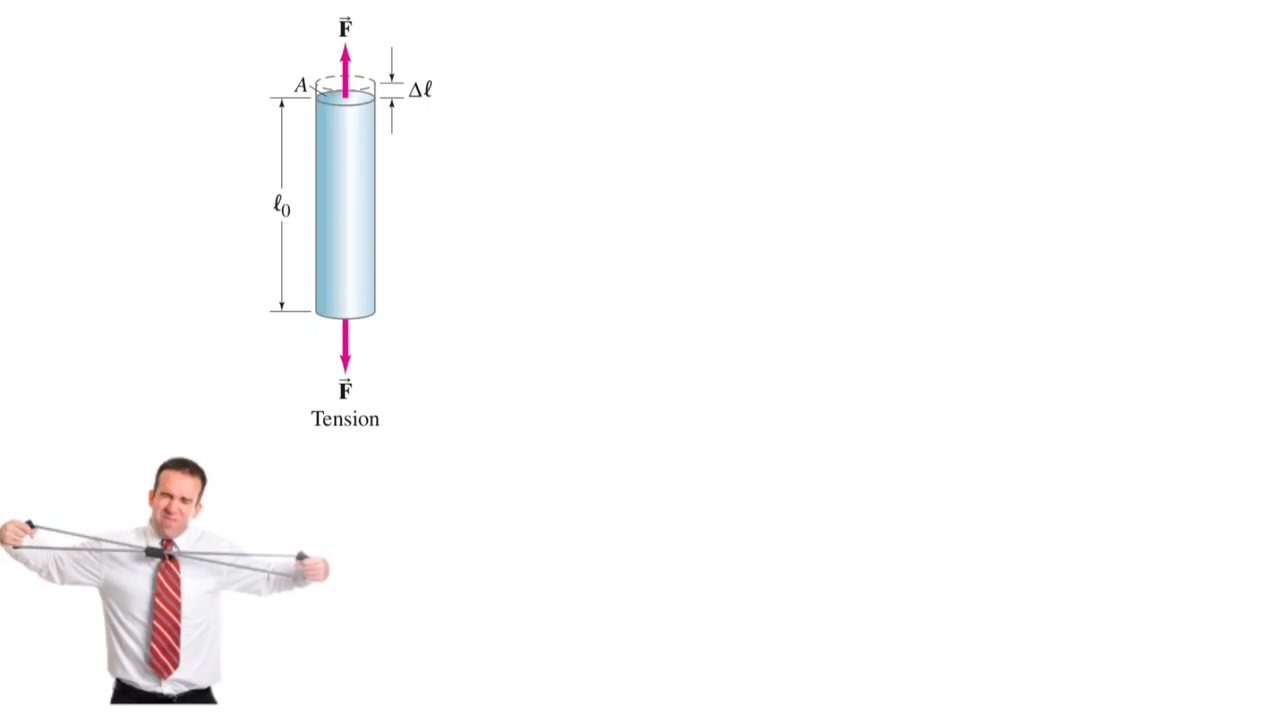 F⃗
A
Δℓ
ℓ₀
F⃗
Tension